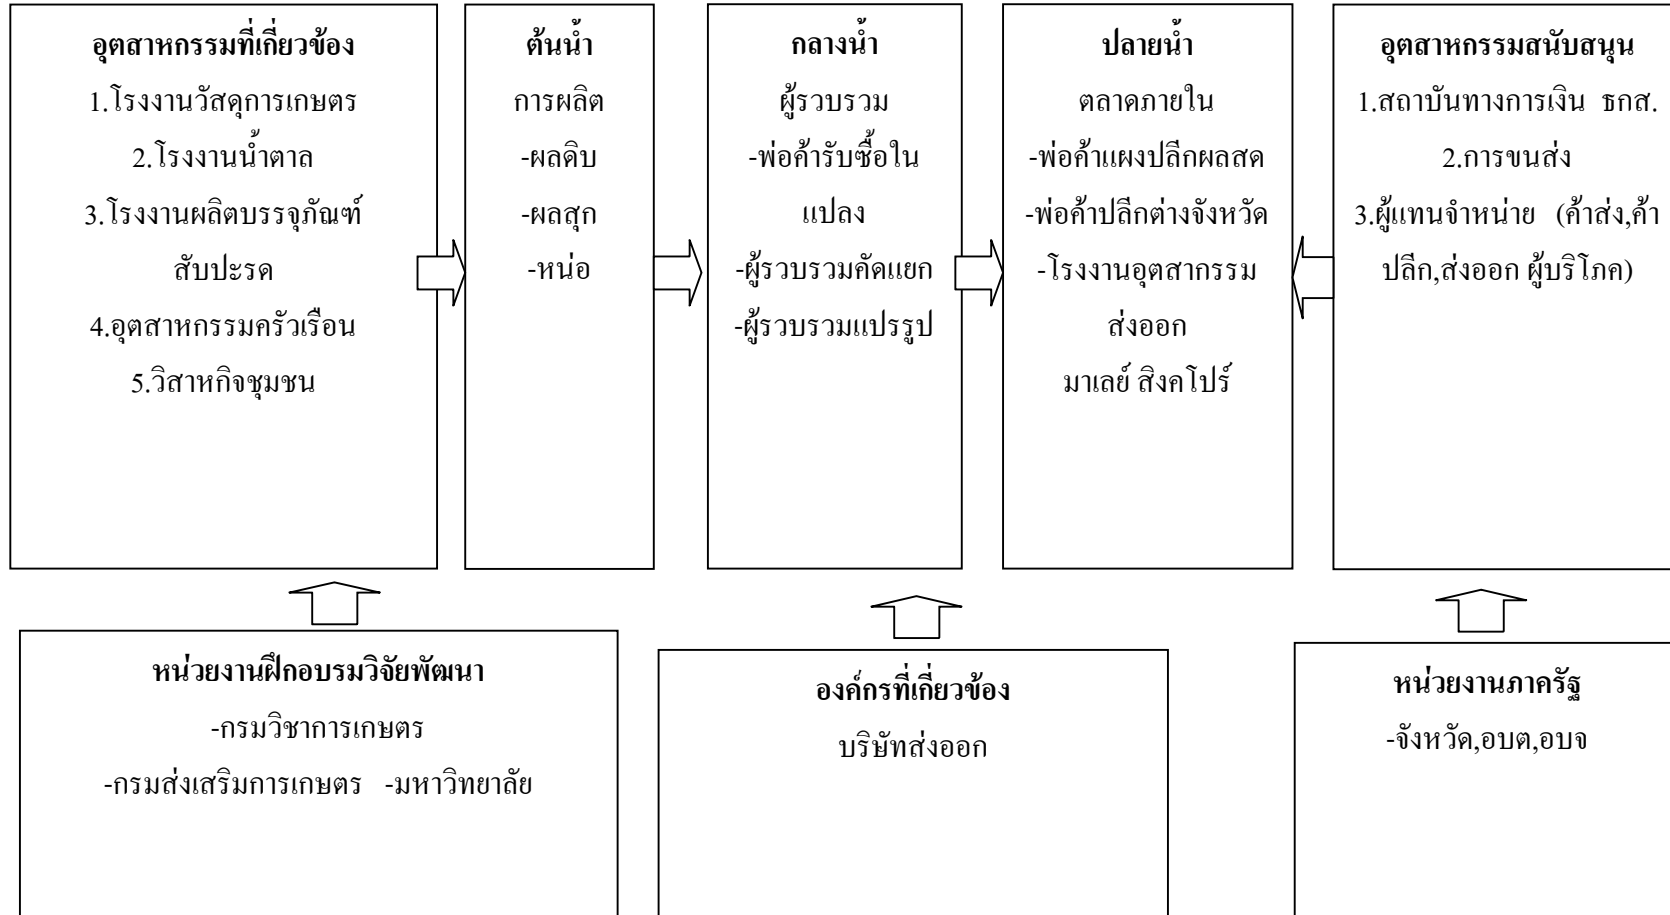 อุตสาหกรรมที่เกี่ยวข้อง
1.โรงงานวัสดุการเกษตร
2.โรงงานน้ำตาล
3.โรงงานผลิตบรรจุภัณฑ์
สับปะรด
4.อุตสาหกรรมครัวเรือน
5.วิสาหกิจชุมชน
ต้นน้ำ
การผลิต
-ผลดิบ
-ผลสุก
-หน่อ
กลางน้ำ
ผู้รวบรวม
-พ่อค้ารับซื้อใน
แปลง
-ผู้รวบรวมคัดแยก
-ผู้รวบรวมแปรรูป
ปลายน้ำ
ตลาดภายใน
-พ่อค้าแผงปลีกผลสด
-พ่อค้าปลีกต่างจังหวัด
-โรงงานอุตสากรรม
ส่งออก
มาเลย์ สิงคโปร์
อุตสาหกรรมสนับสนุน
1.สถาบันทางการเงิน ธกส.
2.การขนส่ง
3.ผู้แทนจำหน่าย (ค้าส่ง,ค้า
ปลีก,ส่งออก ผู้บริโภค)
หน่วยงานฝึกอบรมวิจัยพัฒนา
-กรมวิชาการเกษตร
-กรมส่งเสริมการเกษตร -มหาวิทยาลัย
องค์กรที่เกี่ยวข้อง
บริษัทส่งออก
หน่วยงานภาครัฐ
-จังหวัด,อบต,อบจ